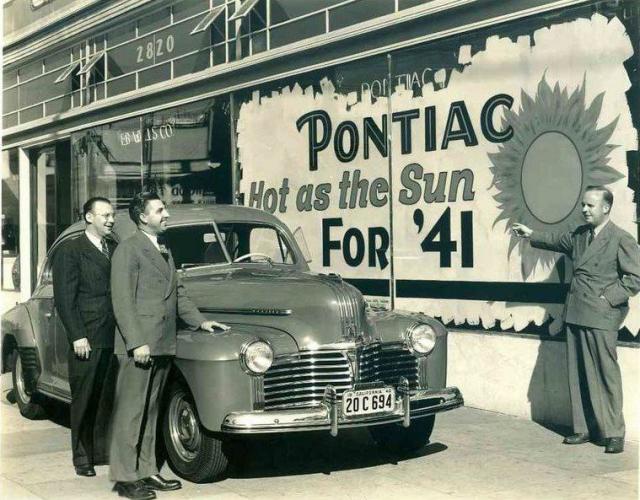 2820
PONTIAC
PONTIAC
Hot as the Sun
FOR '41
CALIFORNIA
20 C 694